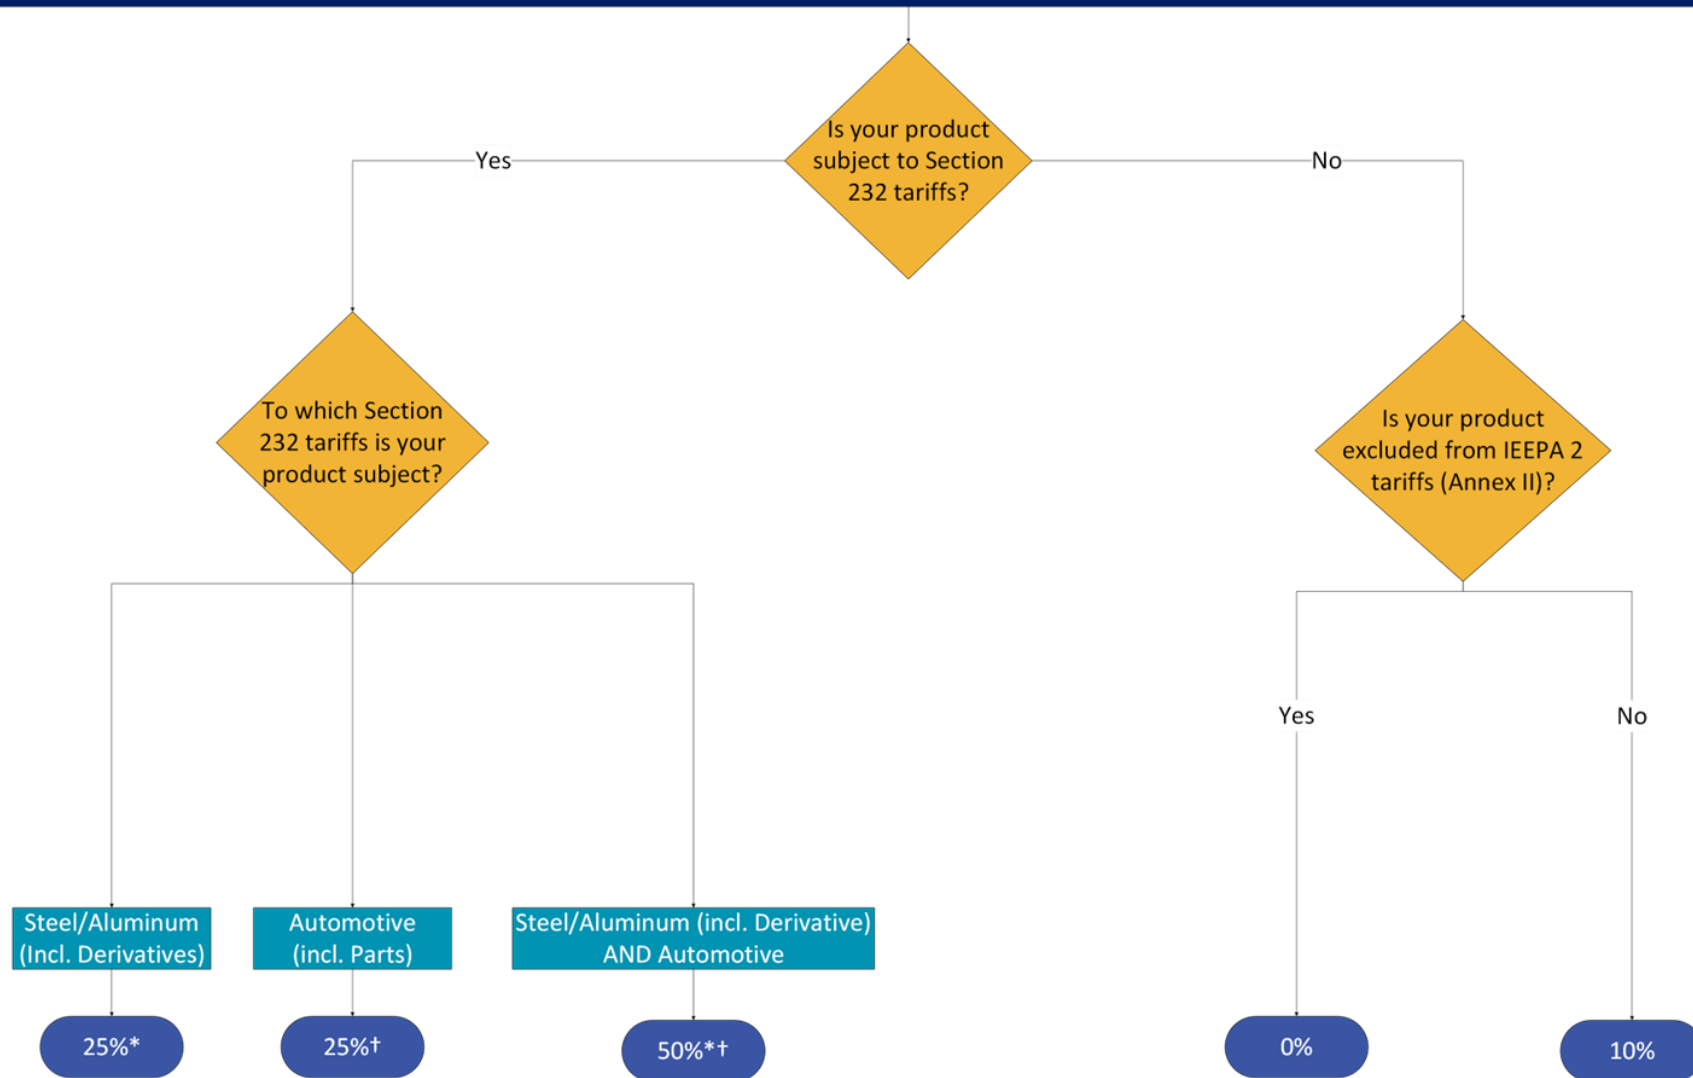 Is your product
subject to Section
232 tariffs?
Yes
No
To which Section
232 tariffs is your
product subject?
Is your product
excluded from IEEPA 2
tariffs (Annex II)?
Yes
No
Steel/Aluminum
(Incl. Derivatives)
Automotive
(incl. Parts)
Steel/Aluminum (incl. Derivative)
AND Automotive
25%*
25%†
50%*†
0%
10%